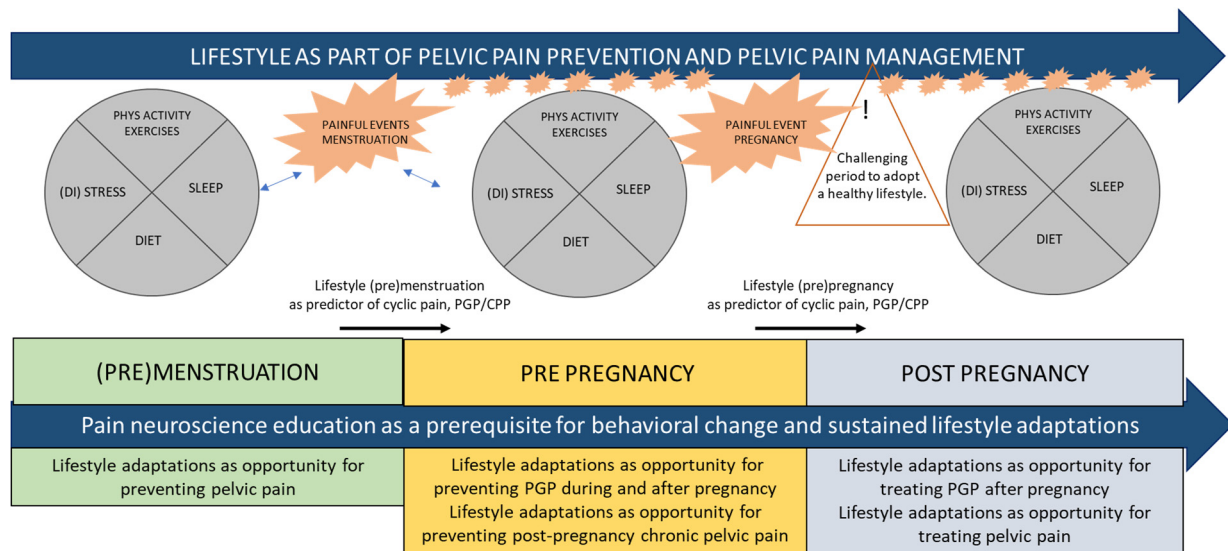 LIFESTYLE AS PART OF PELVIC PAIN PREVENTION AND PELVIC PAIN MANAGEMENT
PHYS ACTIVITY
EXERCISES
(DI) STRESS
SLEEP
DIET
PAINFUL EVENTS
MENSTRUATION
PHYS ACTIVITY
EXERCISES
(DI) STRESS
SLEEP
DIET
PAINFUL EVENT
PREGNANCY
!
Challenging
period to adopt
a healthy lifestyle.
PHYS ACTIVITY
EXERCISES
(DI) STRESS
SLEEP
DIET
Lifestyle (pre)menstruation
as predictor of cyclic pain, PGP/CPP
Lifestyle (pre)pregnancy
as predictor of cyclic pain, PGP/CPP
(PRE)MENSTRUATION
PRE PREGNANCY
POST PREGNANCY
Pain neuroscience education as a prerequisite for behavioral change and sustained lifestyle adaptations
Lifestyle adaptations as opportunity for
preventing pelvic pain
Lifestyle adaptations as opportunity for
preventing PGP during and after pregnancy
Lifestyle adaptations as opportunity for
preventing post-pregnancy chronic pelvic pain
Lifestyle adaptations as opportunity for
treating PGP after pregnancy
Lifestyle adaptations as opportunity for
treating pelvic pain